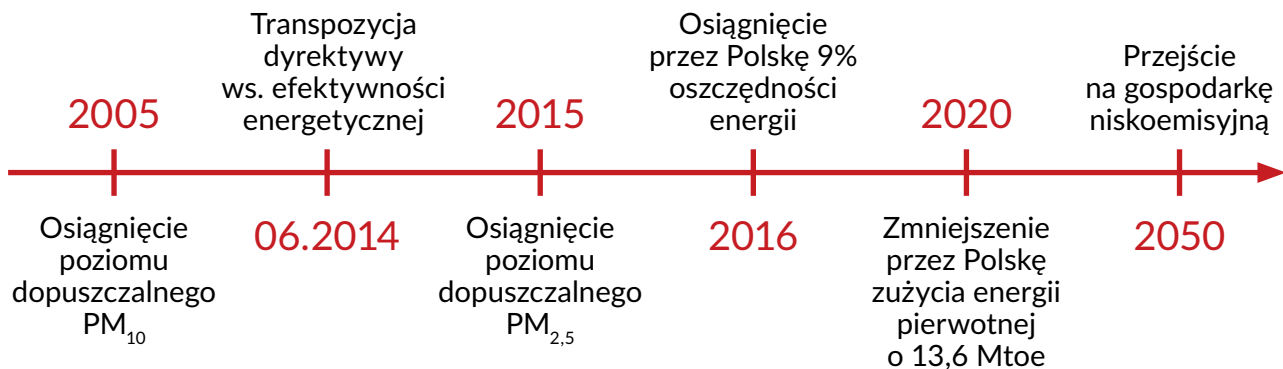 2005
Osiągnięcie
poziomu
dopuszczalnego
PM10
Transpozycja
dyrektywy
ws. efektywności
energetycznej
06.2014
2015
Osiągnięcie
poziomu
dopuszczalnego
PM2,5
Osiągnięcie
przez Polskę 9%
oszczędności
energii
2016
2020
Zmniejszenie
przez Polskę
zużycia energii
pierwotnej
o 13,6 Mtoe
Przejście
na gospodarkę
niskoemisyjną
2050